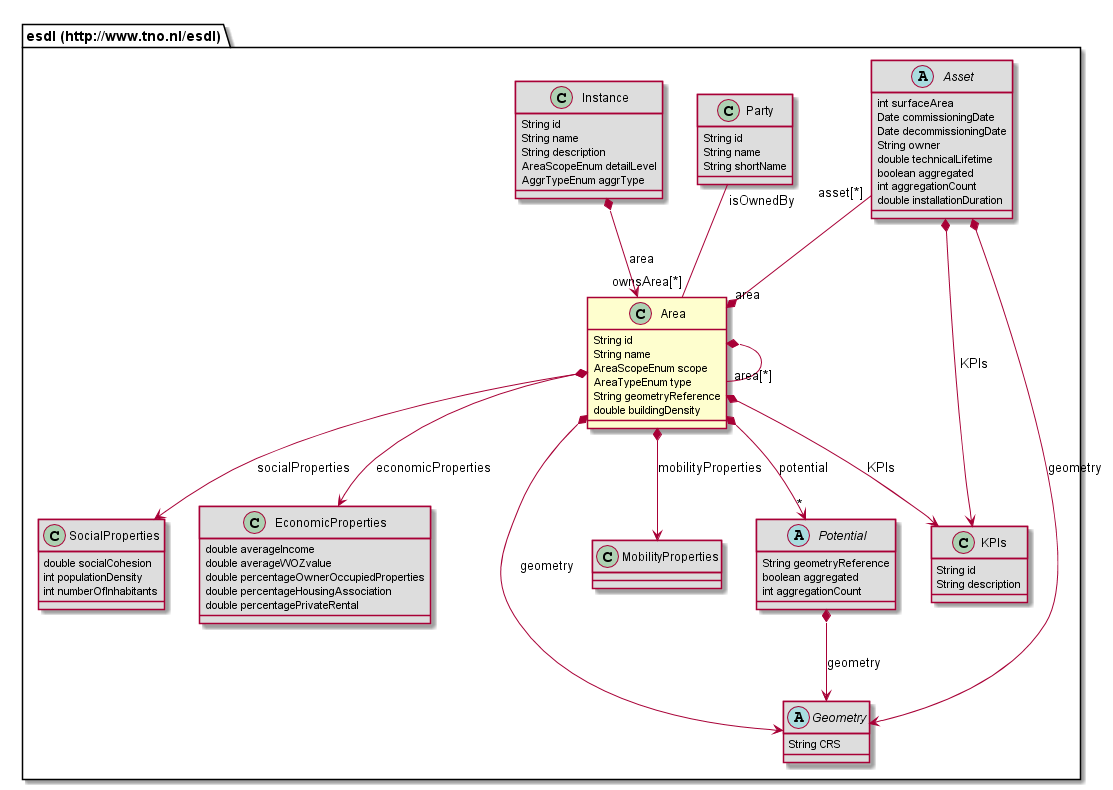 esdl (http://www.tno.nl/esdl)
C Instance
String id
String name
String description
AreaScopeEnum detailLevel
AggrTypeEnum aggrType
C Party
String id
String name
String shortName
A Asset
int surfaceArea
Date commissioningDate
Date decommissioningDate
String owner
double technicalLifetime
boolean aggregated
int aggregationCount
double installationDuration
isOwnedBy
asset[*]
area
ownsArea[*]
area
C Area
String id
String name
AreaScopeEnum scope
AreaTypeEnum type
String geometryReference
double buildingDensity
area[*]
KPIs
socialProperties
economicProperties
mobilityProperties
potential
KPIs
geometry
*
C SocialProperties
double socialCohesion
int populationDensity
int numberOfInhabitants
C EconomicProperties
double averageIncome
double averageWOZvalue
double percentageOwnerOccupiedProperties
double percentageHousingAssociation
double percentagePrivateRental
geometry
C MobilityProperties
A Potential
String geometryReference
boolean aggregated
int aggregationCount
C KPIs
String id
String description
geometry
A Geometry
String CRS